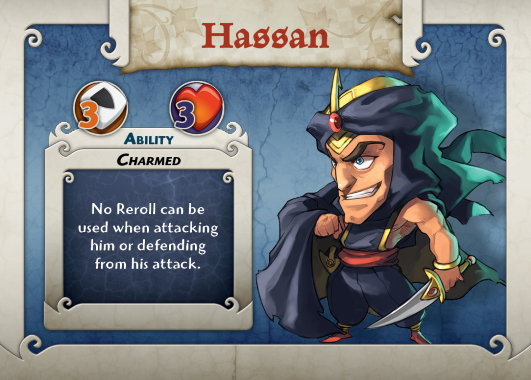 Hassan
3
3
Ability
Charmed
No Reroll can be
used when attacking
him or defending
from his attack.